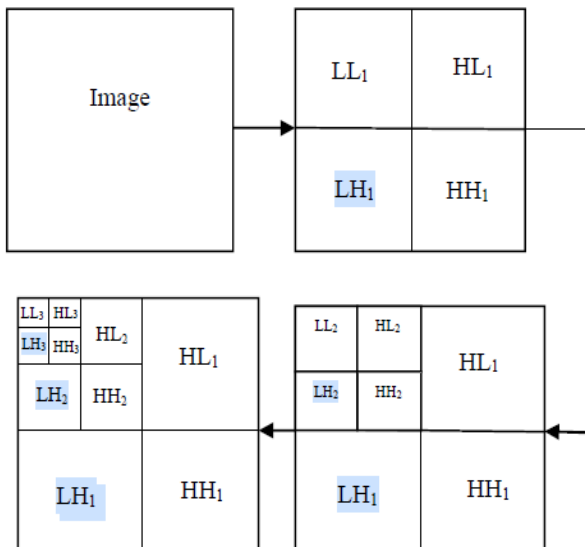 Image
LL₁ HL₁
LH₁ HH₁
LL₃ HL₃
LH₃ HH₃
HL₂
HL₁
LH₂ HH₂
LH₁ HH₁
LL₂ HL₂
HL₁
LH₂ HH₂
LH₁ HH₁